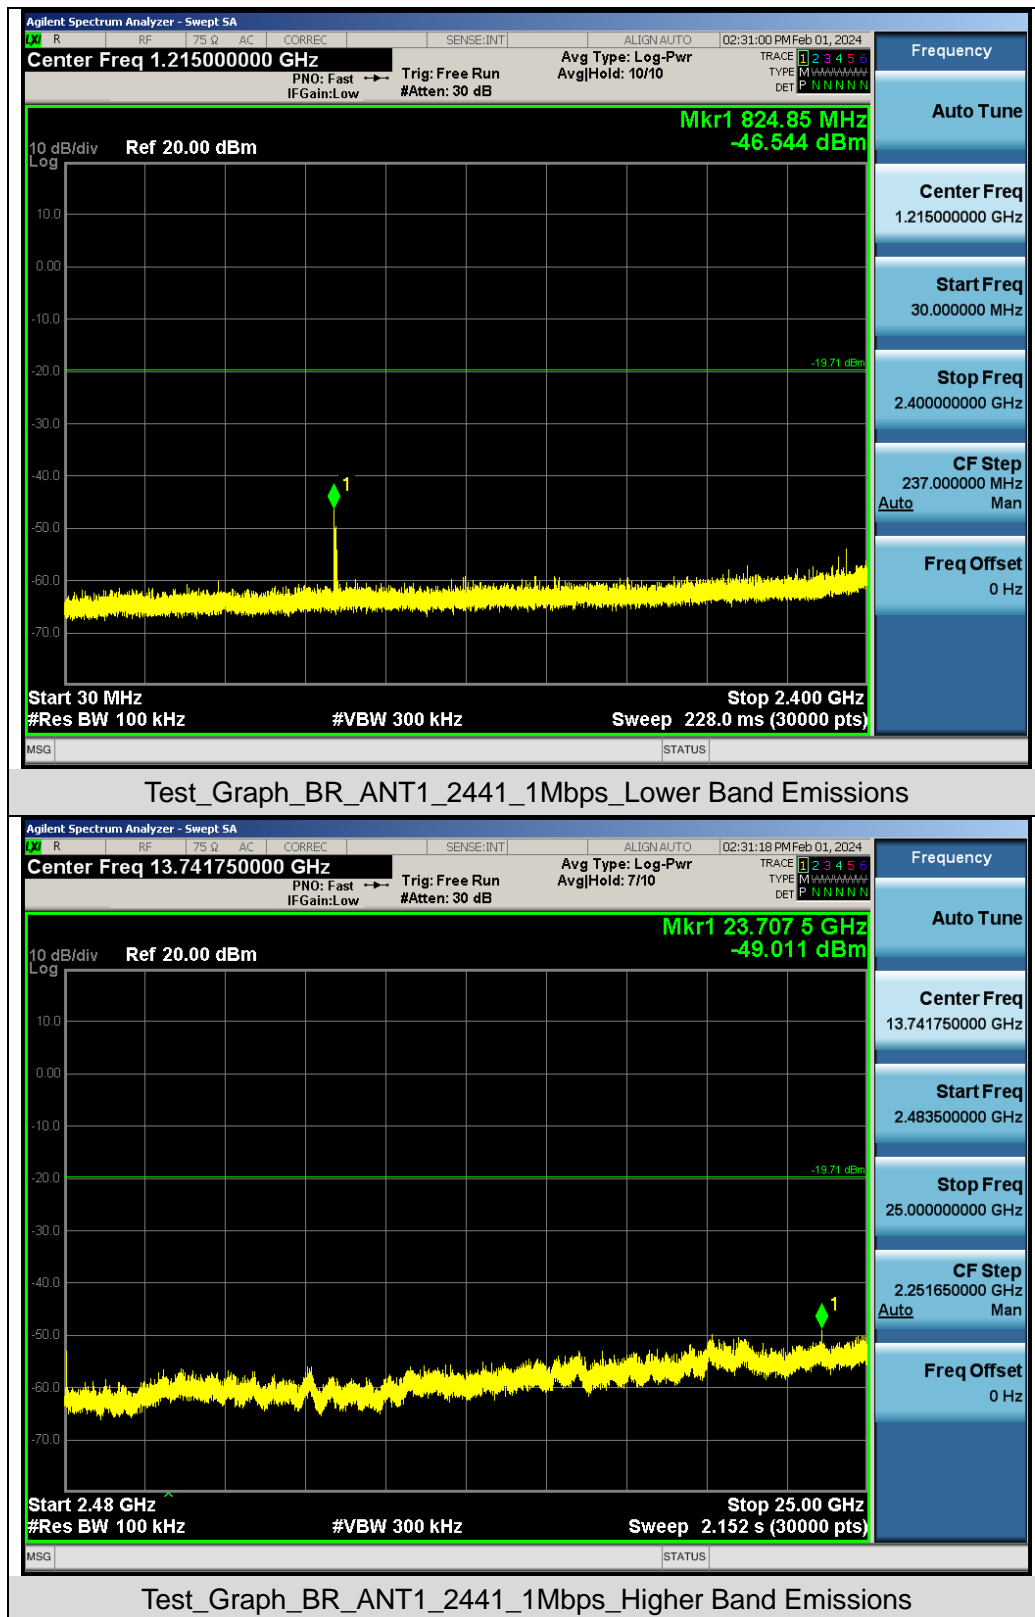 Agilent Spectrum Analyzer - Swept SA
LXI R RF 75 Ω AC CORREC SENSE:INT ALIGN AUTO 02:31:00 PM Feb 01, 2024
Center Freq 1.215000000 GHz
PNO: Fast
IFGain:Low
Trig: Free Run
#Atten: 30 dB
Avg Type: Log-Pwr
Avg|Hold: 10/10
TRACE 1 2 3 4 5 6
TYPE M WWWWW
DET P N N N N N
Frequency
Auto Tune
Center Freq
1.215000000 GHz
Start Freq
30.000000 MHz
Stop Freq
2.400000000 GHz
CF Step
237.000000 MHz
Auto Man
Freq Offset
0 Hz
Mkr1 824.85 MHz
-46.544 dBm
10 dB/div Ref 20.00 dBm
Log
10.0
0.00
-10.0
-20.0
-19.71 dBm
-30.0
-40.0
1
-50.0
-60.0
-70.0
Start 30 MHz Stop 2.400 GHz
#Res BW 100 kHz #VBW 300 kHz Sweep 228.0 ms (30000 pts)
MSG STATUS
Test_Graph_BR_ANT1_2441_1Mbps_Lower Band Emissions
Agilent Spectrum Analyzer - Swept SA
LXI R RF 75 Ω AC CORREC SENSE:INT ALIGN AUTO 02:31:18 PM Feb 01, 2024
Center Freq 13.741750000 GHz
PNO: Fast
IFGain:Low
Trig: Free Run
#Atten: 30 dB
Avg Type: Log-Pwr
Avg|Hold: 7/10
TRACE 1 2 3 4 5 6
TYPE M WWWWW
DET P N N N N N
Frequency
Auto Tune
Center Freq
13.741750000 GHz
Start Freq
2.483500000 GHz
Stop Freq
25.000000000 GHz
CF Step
2.251650000 GHz
Auto Man
Freq Offset
0 Hz
Mkr1 23.707 5 GHz
-49.011 dBm
10 dB/div Ref 20.00 dBm
Log
10.0
0.00
-10.0
-20.0
-19.71 dBm
-30.0
-40.0
1
-50.0
-60.0
-70.0
Start 2.48 GHz Stop 25.00 GHz
#Res BW 100 kHz #VBW 300 kHz Sweep 2.152 s (30000 pts)
MSG STATUS
Test_Graph_BR_ANT1_2441_1Mbps_Higher Band Emissions